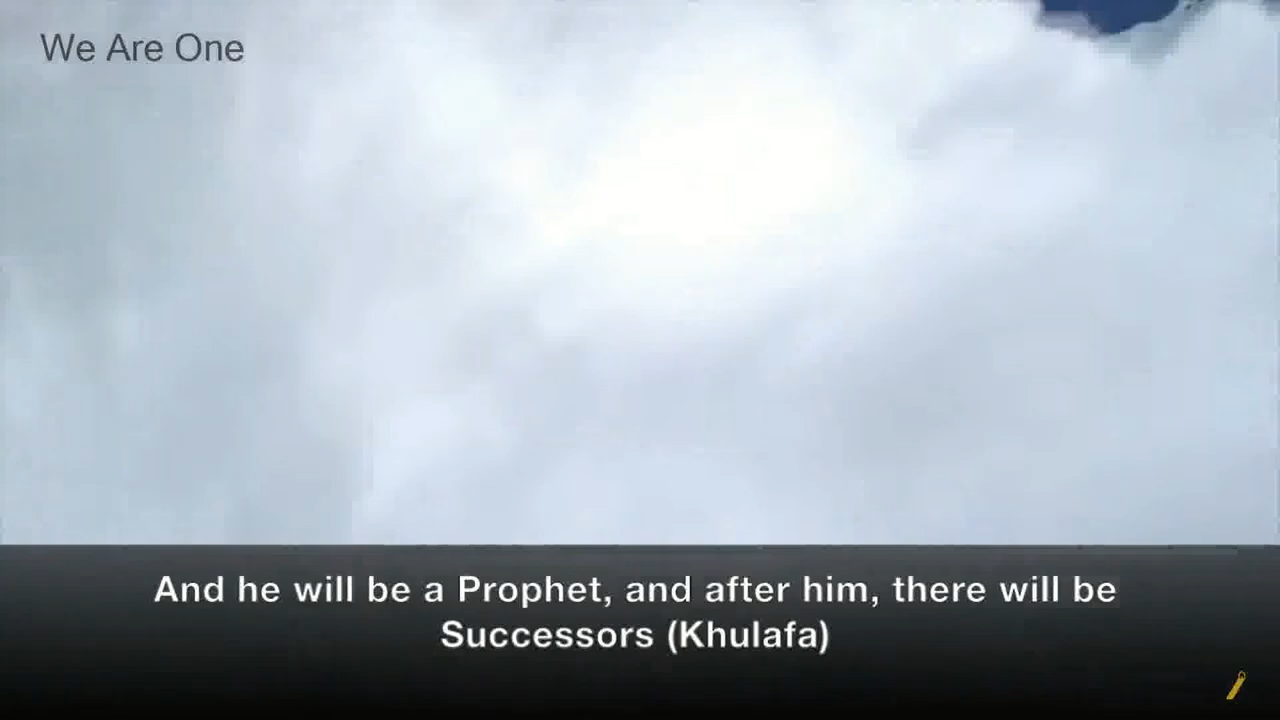 We Are One
And he will be a Prophet, and after him, there will be
Successors (Khulafa)